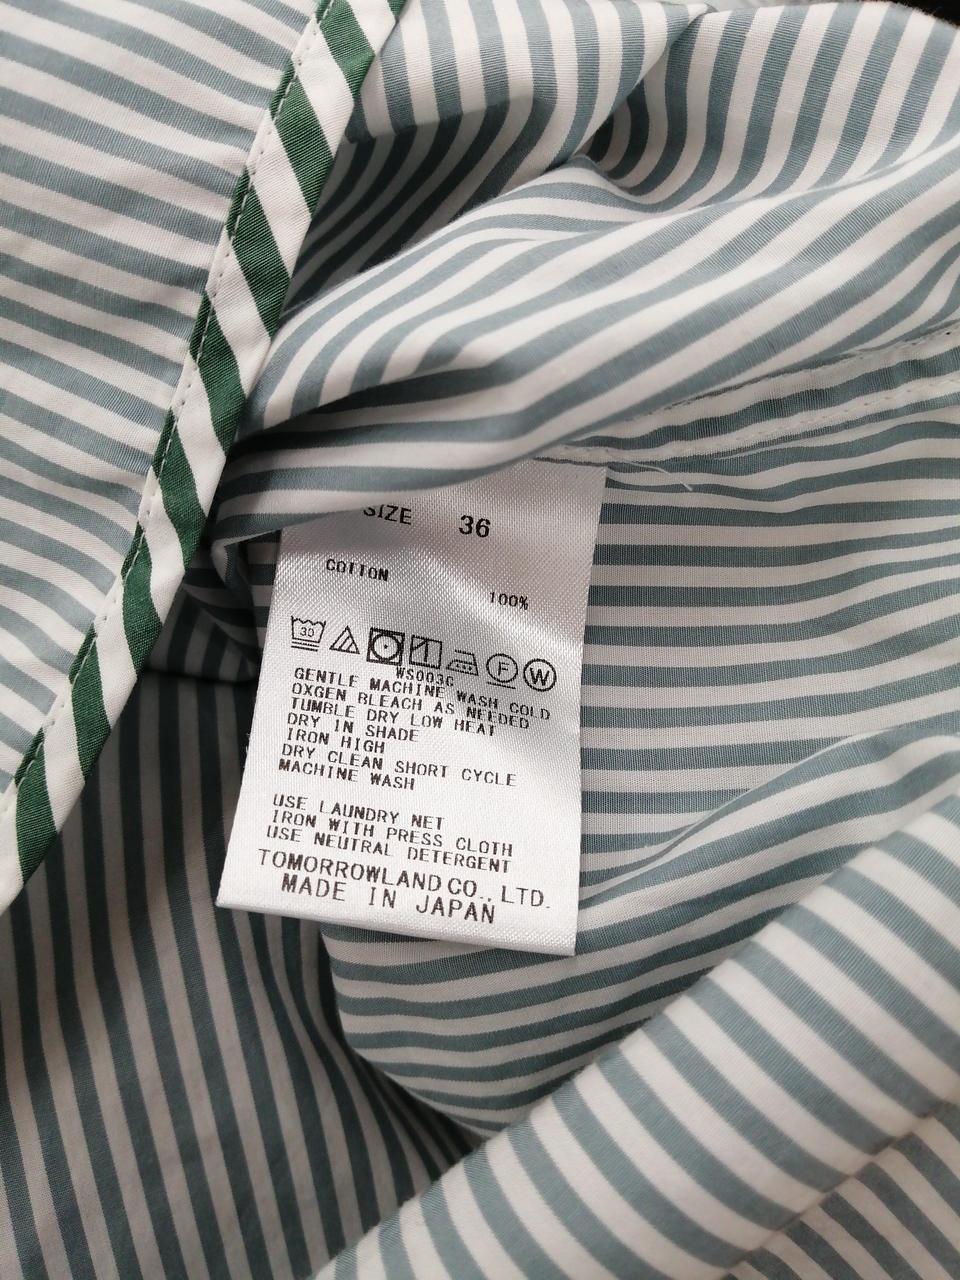 SIZE 36
COTTON
100%
30 F W
WS003C
GENTLE MACHINE WASH COLD
OXGEN BLEACH AS NEEDED
TUMBLE DRY LOW HEAT
DRY IN SHADE
IRON HIGH
DRY CLEAN SHORT CYCLE
MACHINE WASH
USE LAUNDRY NET
IRON WITH PRESS CLOTH
USE NEUTRAL DETERGENT
TOMORROWLAND CO., LTD.
MADE IN JAPAN